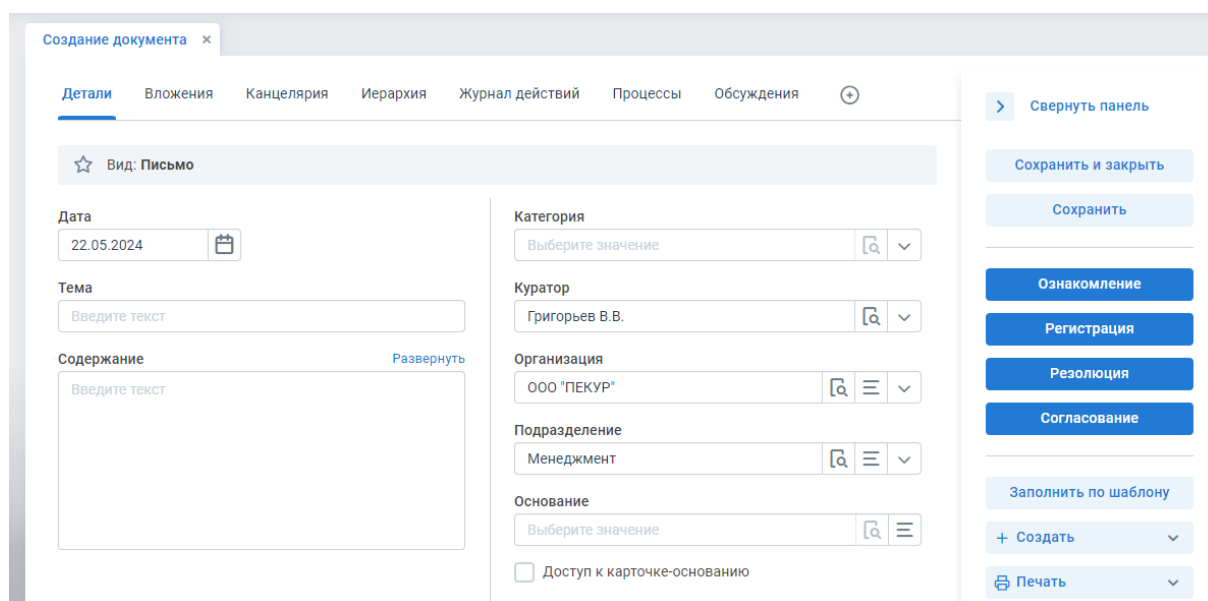 Создание документа ×
Детали Вложения Канцелярия Иерархия Журнал действий Процессы Обсуждения
Вид: Письмо
Дата
22.05.2024
Тема
Введите текст
Содержание Развернуть
Введите текст
Категория
Выберите значение
Куратор
Григорьев В.В.
Организация
ООО "ПЕКУР"
Подразделение
Менеджмент
Основание
Выберите значение
Доступ к карточке-основанию
Свернуть панель
Сохранить и закрыть
Сохранить
Ознакомление
Регистрация
Резолюция
Согласование
Заполнить по шаблону
+ Создать
Печать